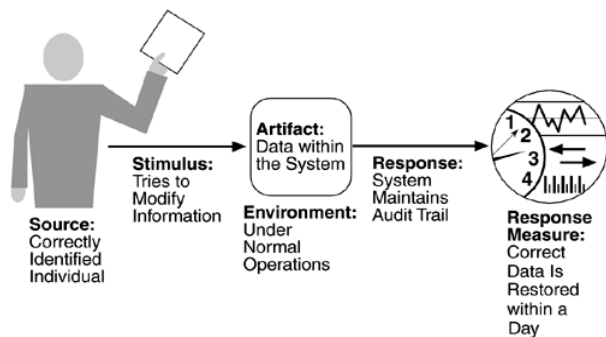 Source:
Correctly
Identified
Individual
Stimulus:
Tries to
Modify
Information
Artifact:
Data within
the System
Environment:
Under
Normal
Operations
Response:
System
Maintains
Audit Trail
1
2
3
4
Response
Measure:
Correct
Data Is
Restored
within a
Day